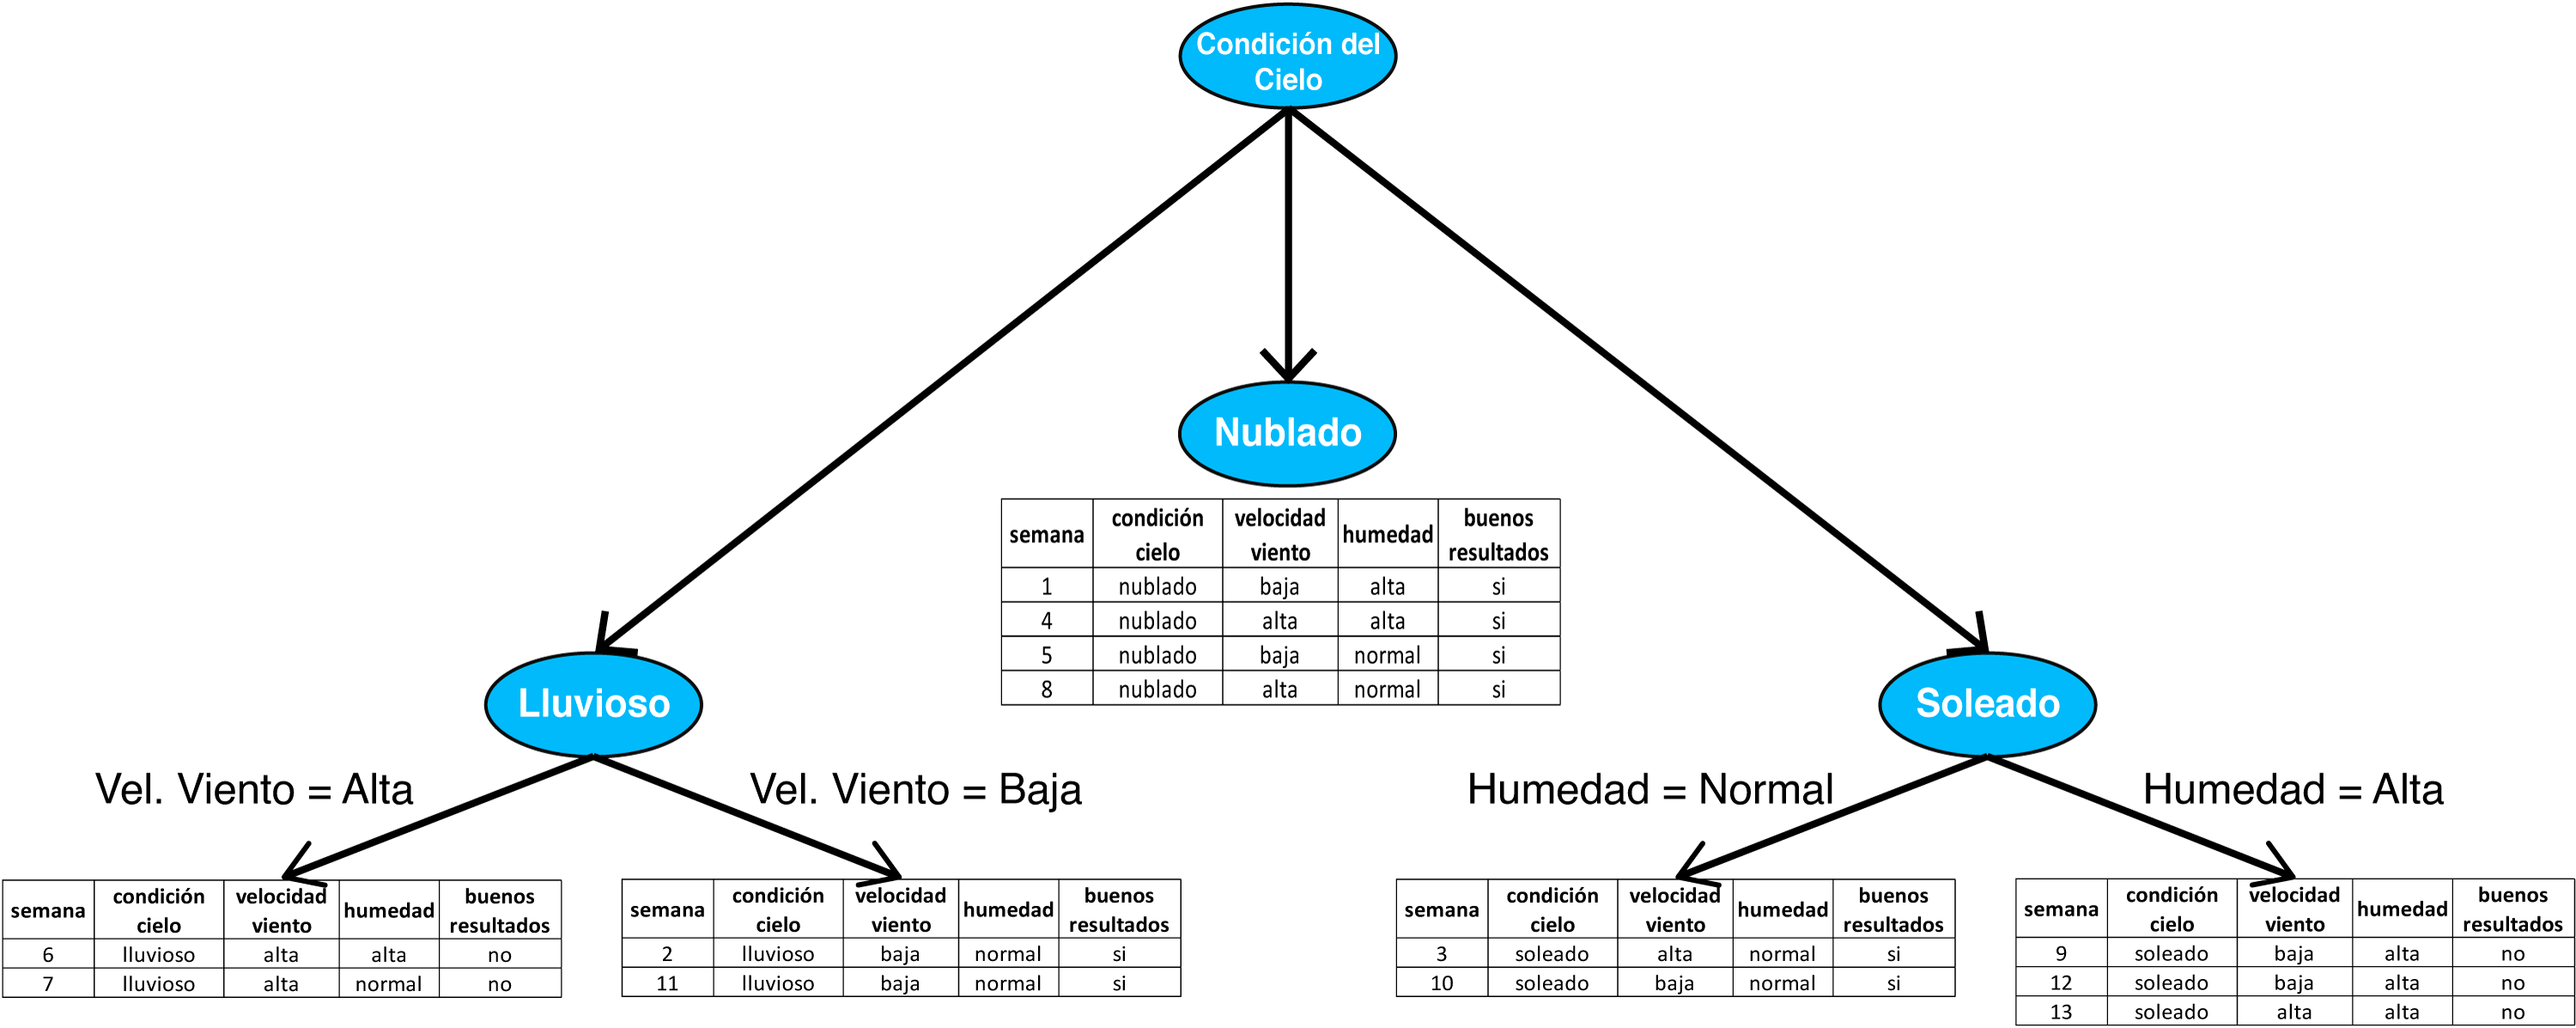 Condición del
Cielo
Nublado
semana condición cielo velocidad viento humedad buenos resultados
1 nublado baja alta si
4 nublado alta alta si
5 nublado baja normal si
8 nublado alta normal si
Lluvioso
Soleado
Vel. Viento = Alta
Vel. Viento = Baja
Humedad = Normal
Humedad = Alta
semana condición cielo velocidad viento humedad buenos resultados
6 lluvioso alta alta no
7 lluvioso alta normal no
semana condición cielo velocidad viento humedad buenos resultados
2 lluvioso baja normal si
11 lluvioso baja normal si
semana condición cielo velocidad viento humedad buenos resultados
3 soleado alta normal si
10 soleado baja normal si
semana condición cielo velocidad viento humedad buenos resultados
9 soleado baja alta no
12 soleado baja alta no
13 soleado alta alta no